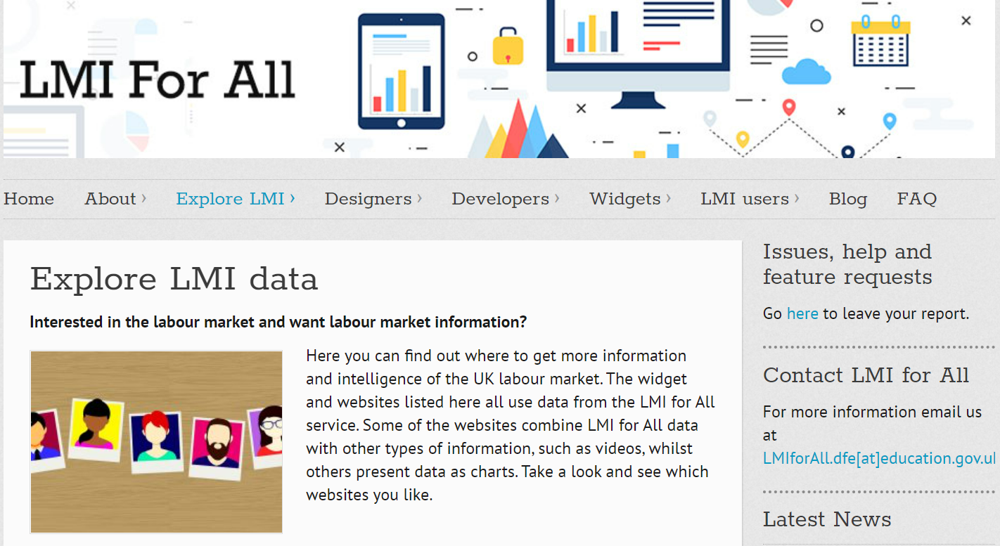 LMI For All
Home About › Explore LMI › Designers › Developers › Widgets › LMI users › Blog FAQ
Explore LMI data
Interested in the labour market and want labour market information?
Here you can find out where to get more information
and intelligence of the UK labour market. The widget
and websites listed here all use data from the LMI for All
service. Some of the websites combine LMI for All data
with other types of information, such as videos, whilst
others present data as charts. Take a look and see which
websites you like.
Issues, help and
feature requests
Go here to leave your report.
Contact LMI for All
For more information email us
at
LMIforAll.dfe[at]education.gov.ul
Latest News